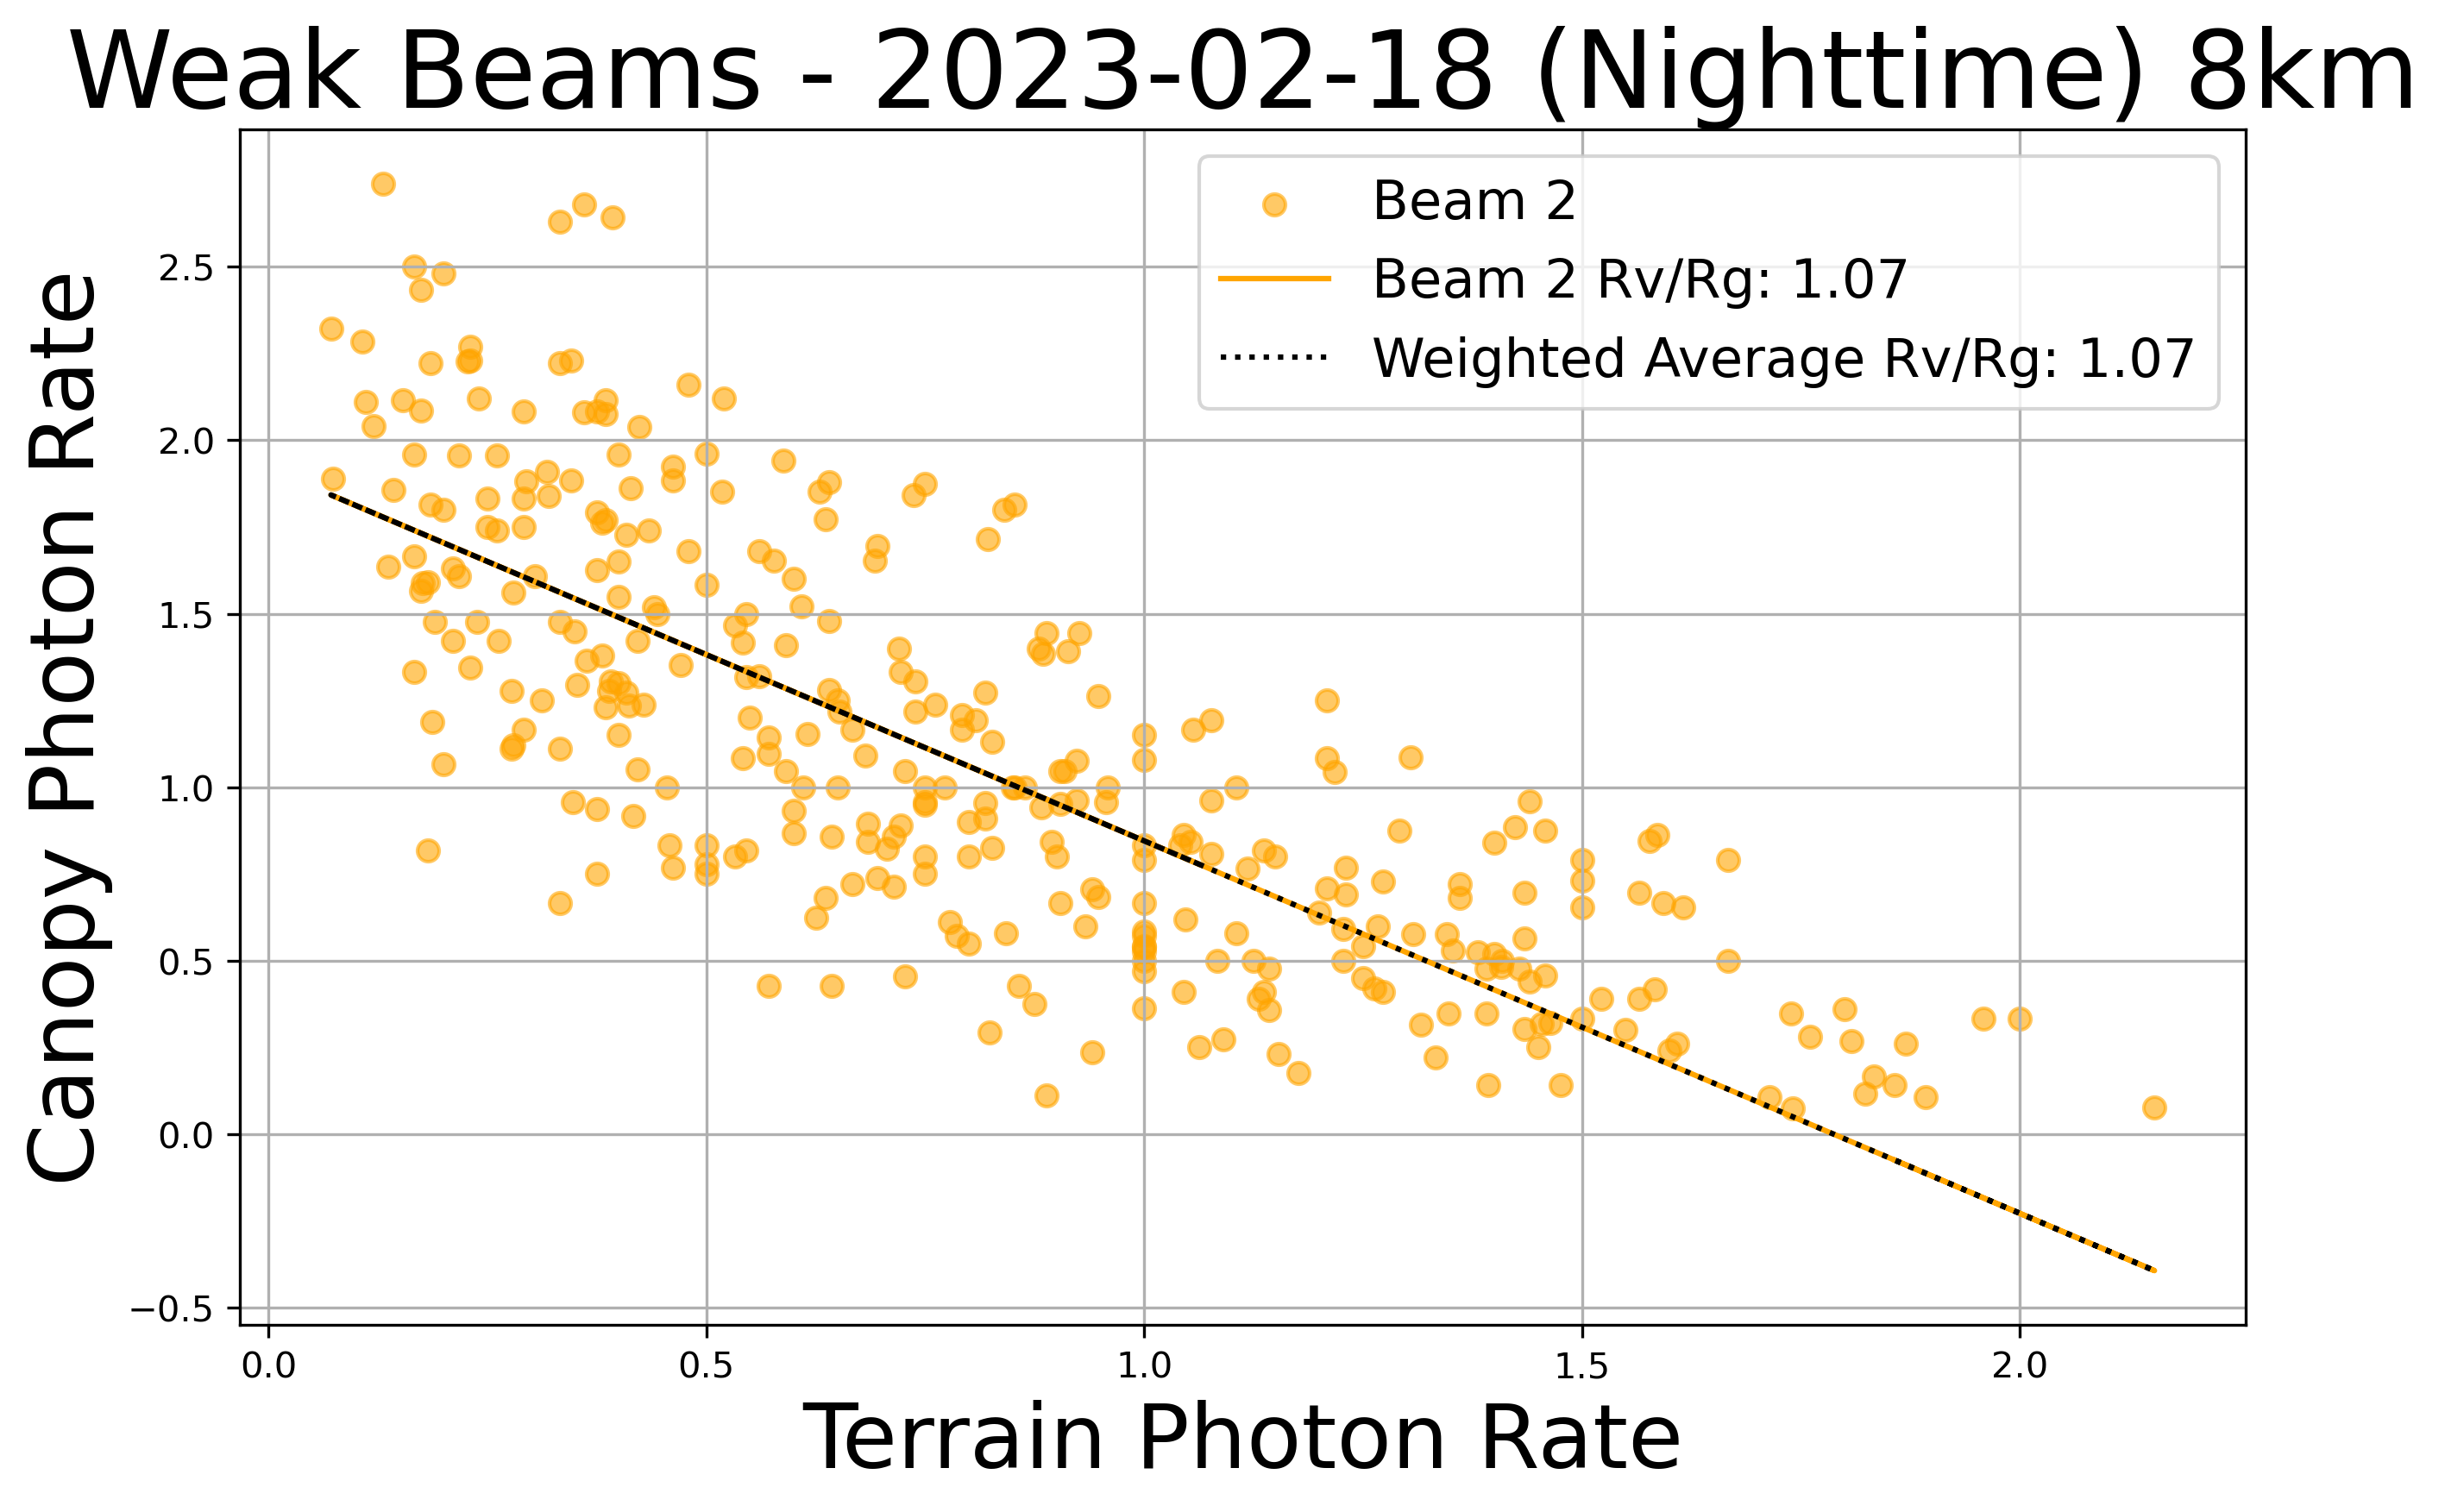 Weak Beams - 2023-02-18 (Nighttime) 8km
Beam 2
Beam 2 Rv/Rg: 1.07
Weighted Average Rv/Rg: 1.07
Canopy Photon Rate
2.5
2.0
1.5
1.0
0.5
0.0
−0.5
0.0 0.5 1.0 1.5 2.0
Terrain Photon Rate